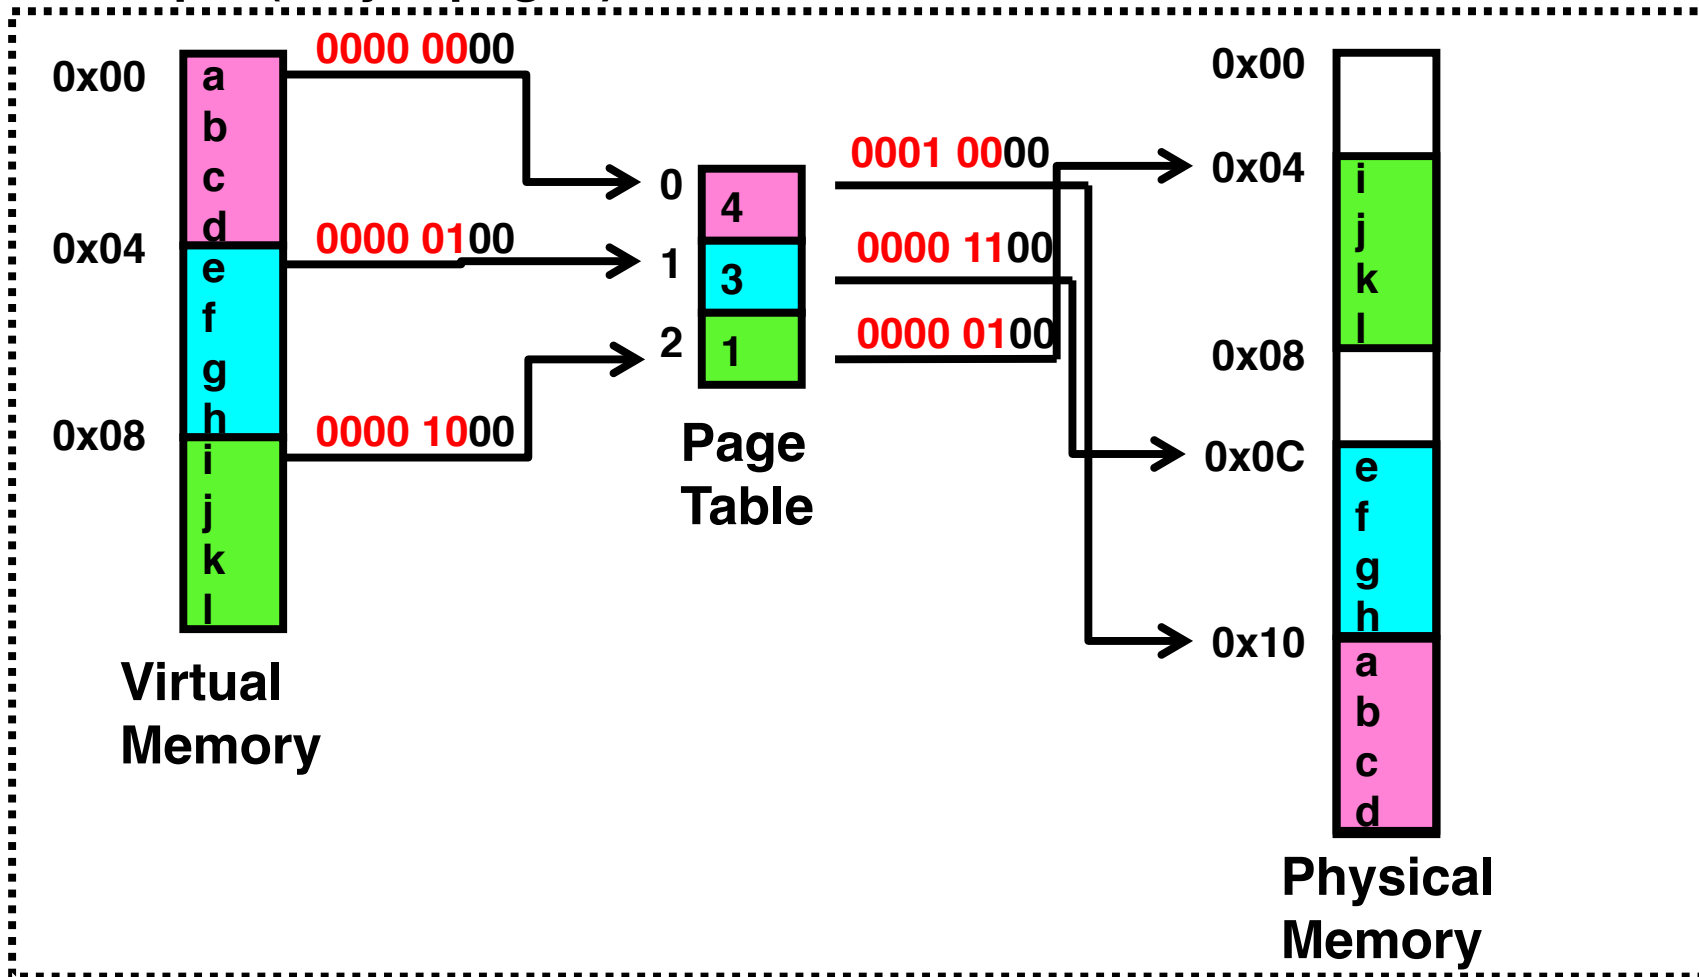 0x00
a
b
c
d
0000 0000
0x04
e
f
g
h
0000 0100
0x08
i
j
k
l
0000 1000
Virtual
Memory
0
4
0001 0000
1
3
0000 1100
2
1
0000 0100
Page
Table
0x00
0x04
i
j
k
l
0x08
0x0C
e
f
g
h
0x10
a
b
c
d
Physical
Memory